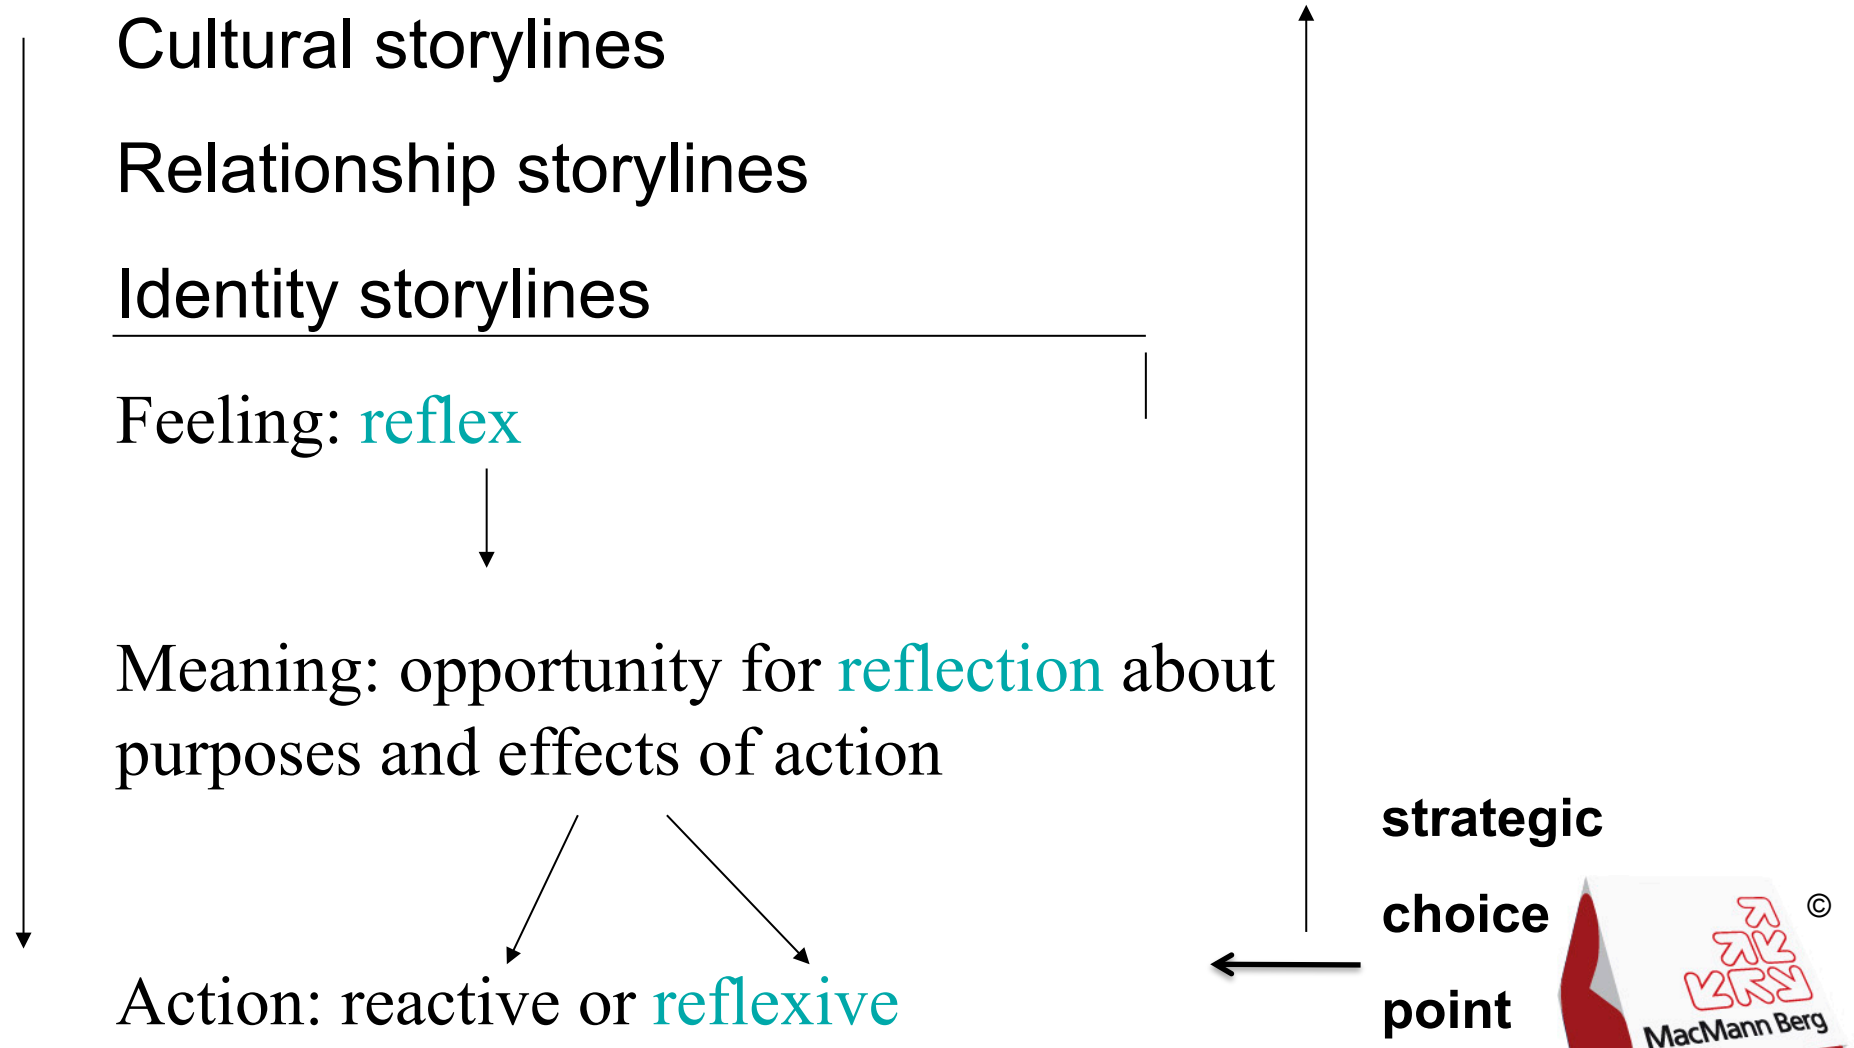 Cultural storylines
Relationship storylines
Identity storylines
Feeling: reflex
Meaning: opportunity for reflection about
purposes and effects of action
Action: reactive or reflexive
strategic
choice
point
©
MacMann Berg